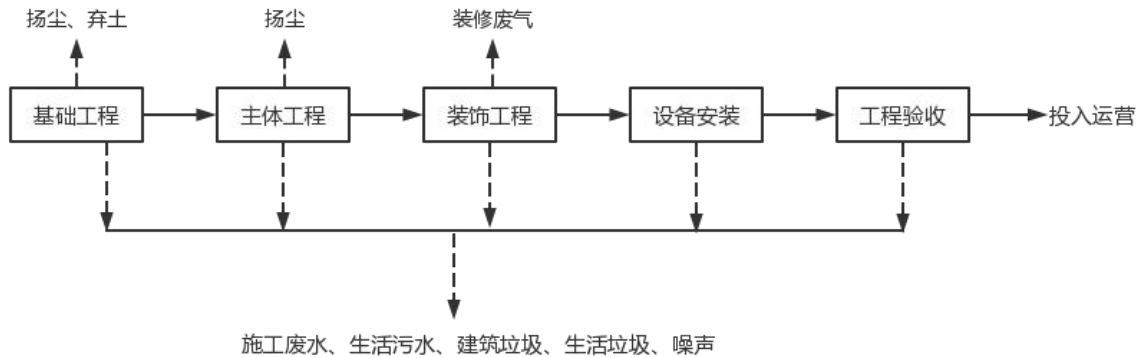 扬尘、弃土
扬尘
装修废气
基础工程
主体工程
装饰工程
设备安装
工程验收
投入运营
施工废水、生活污水、建筑垃圾、生活垃圾、噪声